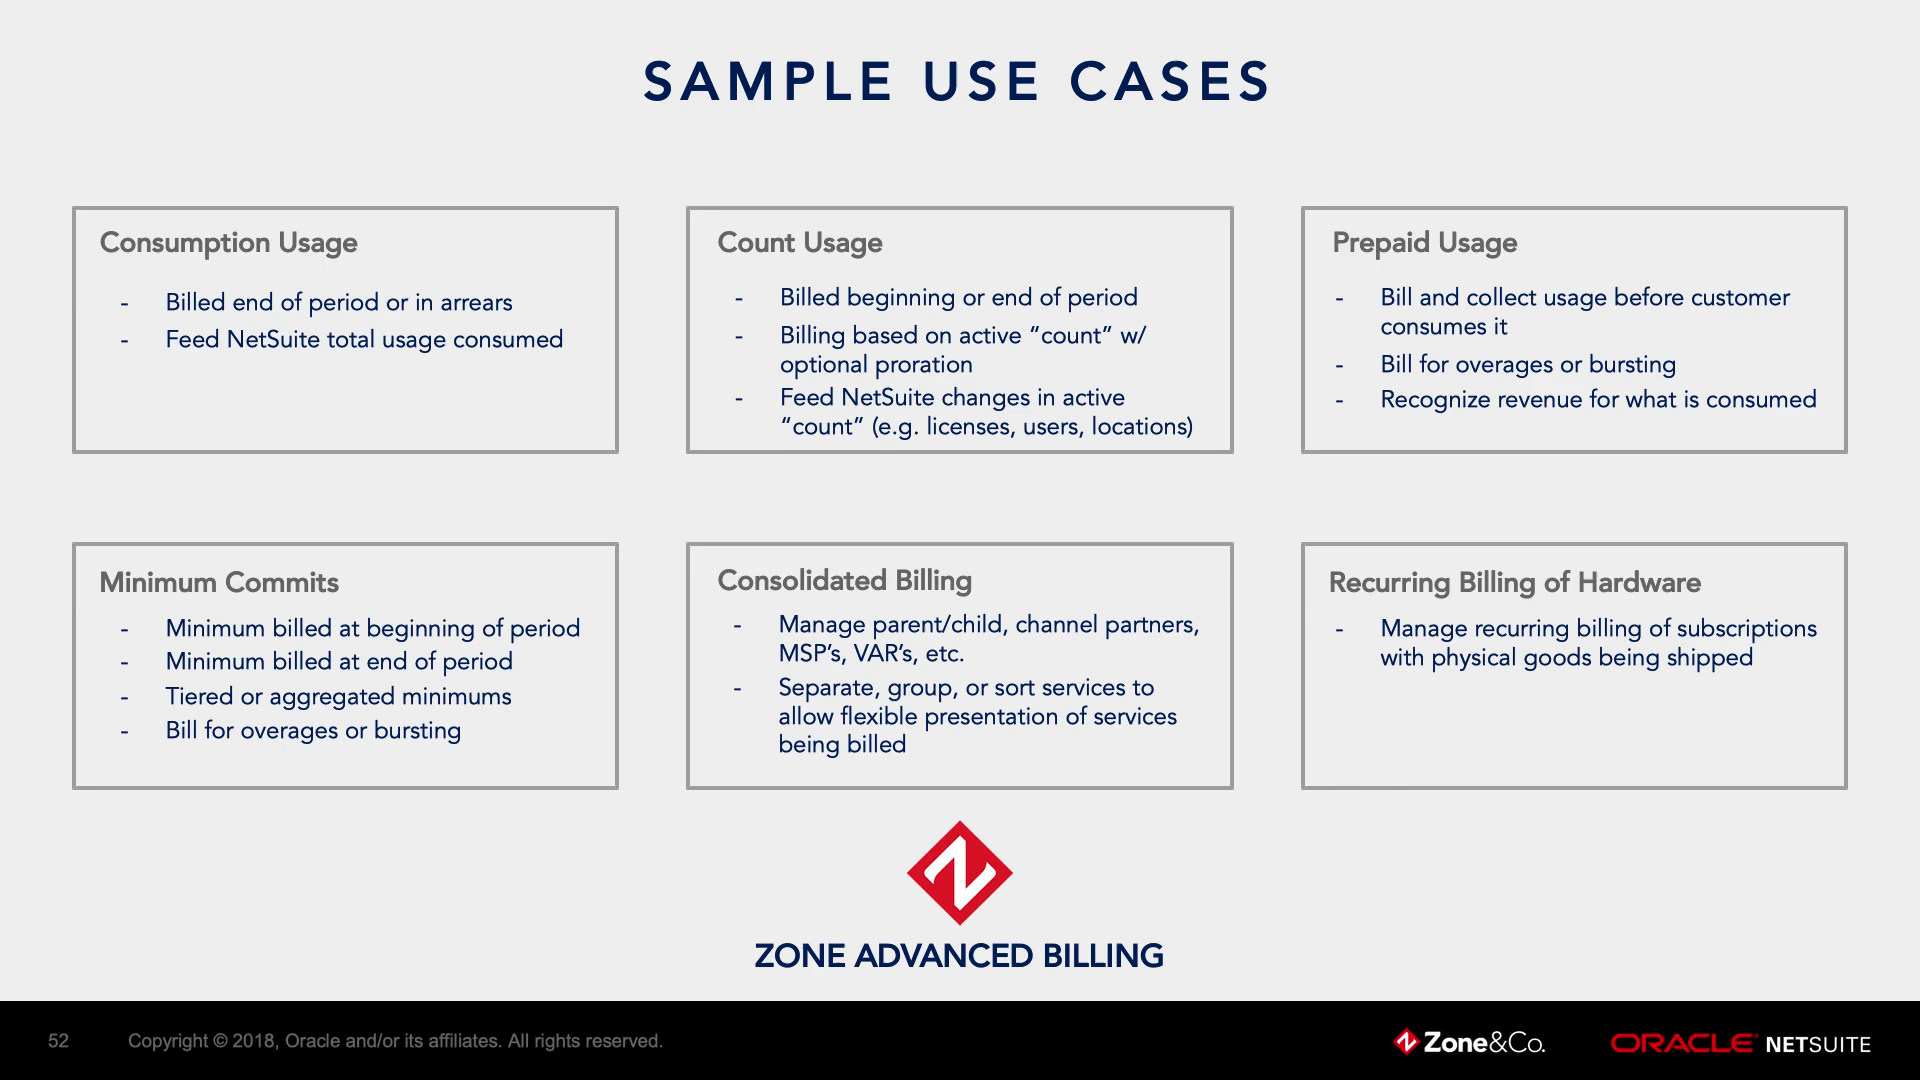 SAMPLE USE CASES
Consumption Usage
- Billed end of period or in arrears
- Feed NetSuite total usage consumed
Count Usage
- Billed beginning or end of period
- Billing based on active “count” w/
optional proration
- Feed NetSuite changes in active
“count” (e.g. licenses, users, locations)
Prepaid Usage
- Bill and collect usage before customer
consumes it
- Bill for overages or bursting
- Recognize revenue for what is consumed
Minimum Commits
- Minimum billed at beginning of period
- Minimum billed at end of period
- Tiered or aggregated minimums
- Bill for overages or bursting
Consolidated Billing
- Manage parent/child, channel partners,
MSP’s, VAR’s, etc.
- Separate, group, or sort services to
allow flexible presentation of services
being billed
Recurring Billing of Hardware
- Manage recurring billing of subscriptions
with physical goods being shipped
ZONE ADVANCED BILLING
52 Copyright © 2018, Oracle and/or its affiliates. All rights reserved.
Zone&Co. ORACLE NETSUITE